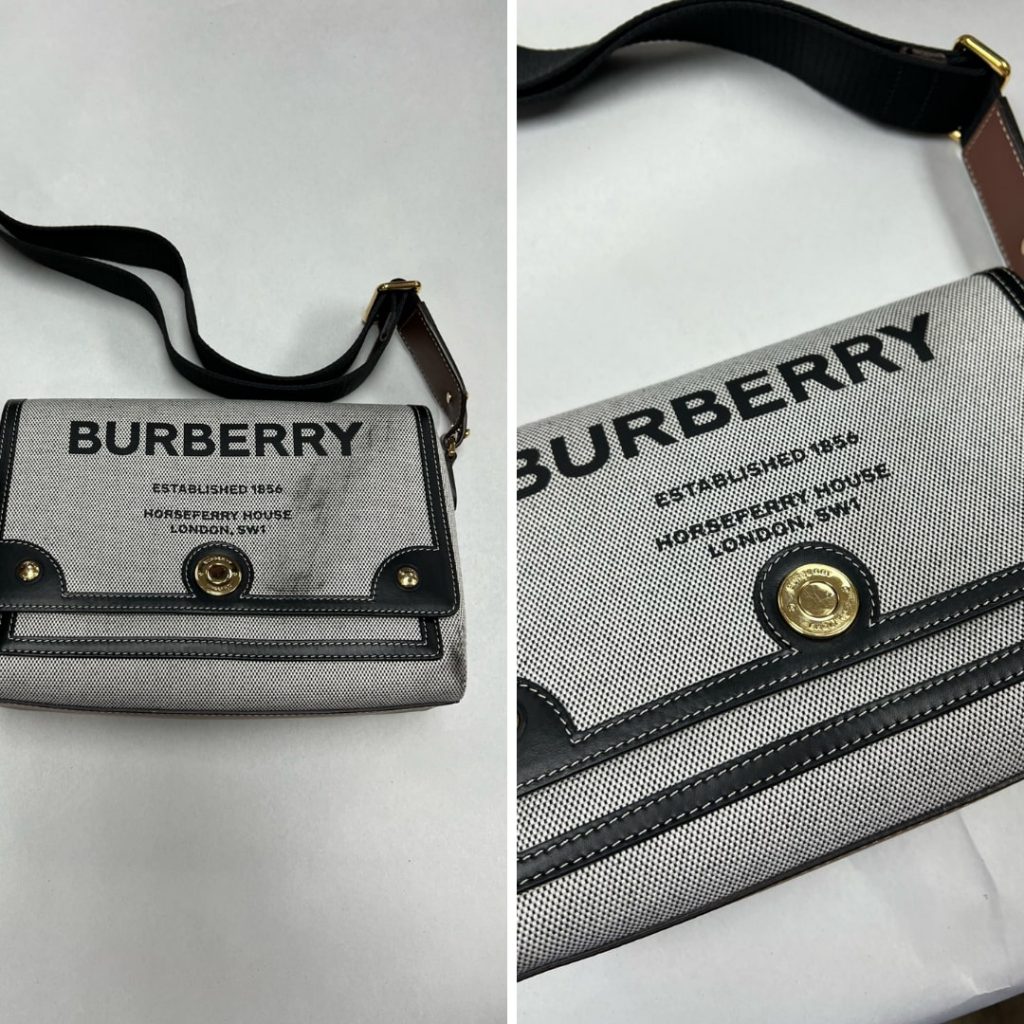 BURBERRY
ESTABLISHED 1856
HORSEFERRY HOUSE
LONDON, SW1
BURBERRY
ESTABLISHED 1856
HORSEFERRY HOUSE
LONDON, SW1